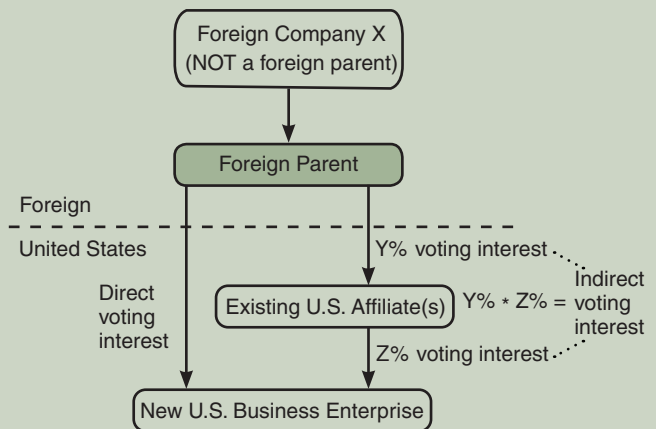 Foreign Company X
(NOT a foreign parent)
Foreign Parent
Foreign
United States
Y% voting interest
Direct
voting
interest
Existing U.S. Affiliate(s)
Y% * Z% =
Indirect
voting
interest
Z% voting interest
New U.S. Business Enterprise